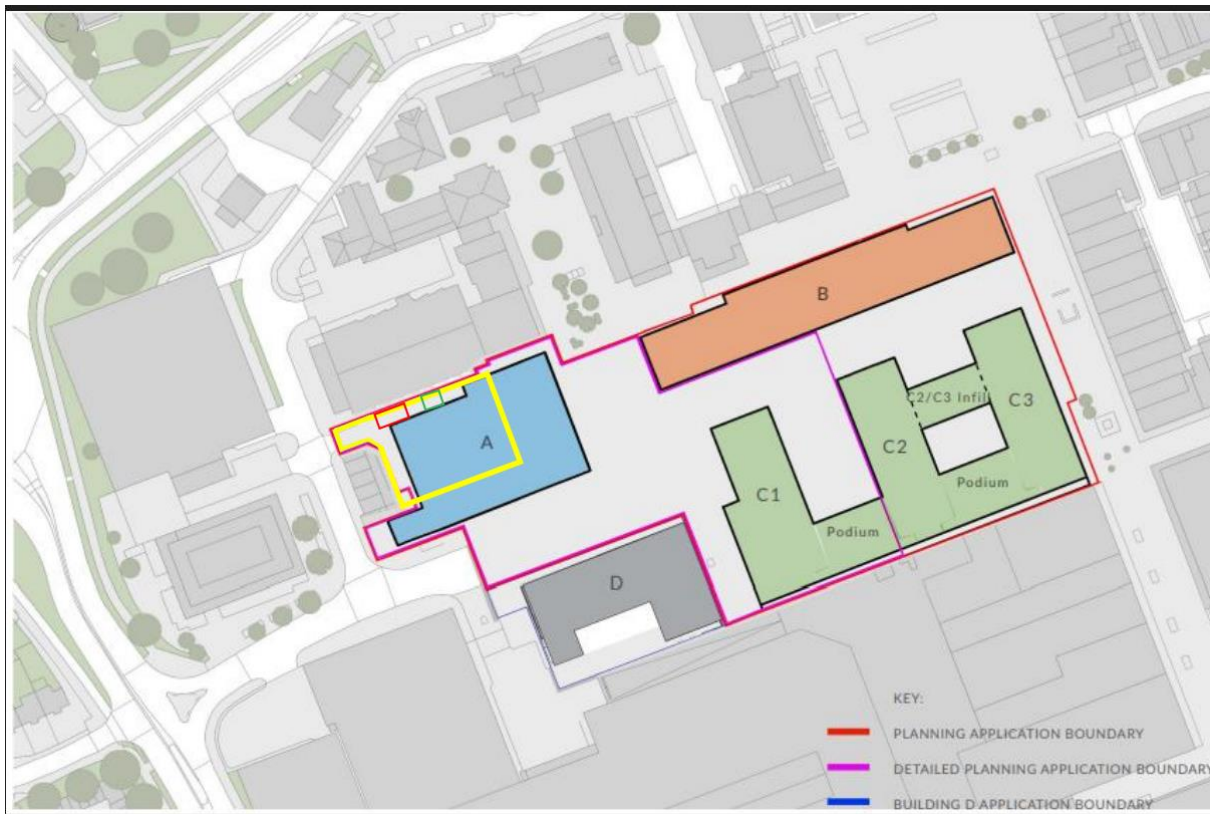 B
A
C2/C3 Infill
C3
C2
C1
Podium
Podium
D
KEY:
PLANNING APPLICATION BOUNDARY
DETAILED PLANNING APPLICATION BOUNDARY
BUILDING D APPLICATION BOUNDARY